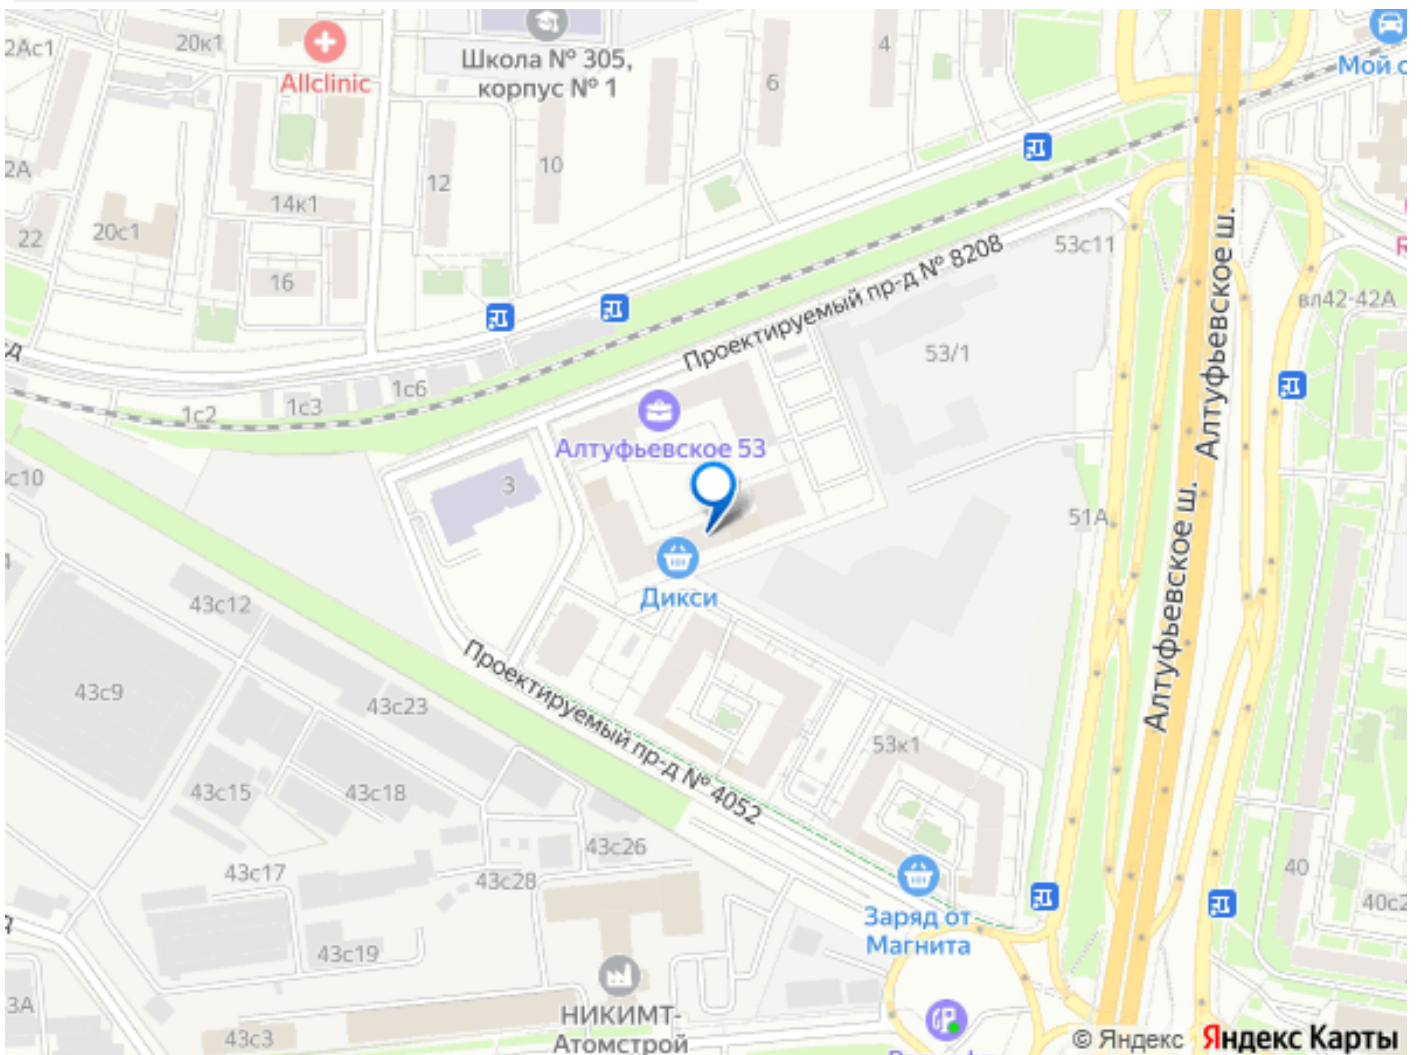 2Ас1
20к1
Allclinic
Школа № 305,
корпус № 1
4
6
Мой с
2А
12
10
14к1
22
20с1
16
53с11
вл42-42А
Проектируемый пр-д № 8208
Алтуфьевское ш.
53/1
1с2
1с3
1с6
Алтуфьевское 53
с10
3
51А
Алтуфьевское ш.
Дикси
43с12
43с9
43с23
Проектируемый пр-д № 4052
53к1
43с15
43с18
43с26
43с17
43с28
40
40с2
Заряд от
Магнита
43с19
3А
НИКИМТ-
Атомстрой
43с3
© Яндекс Яндекс Карты